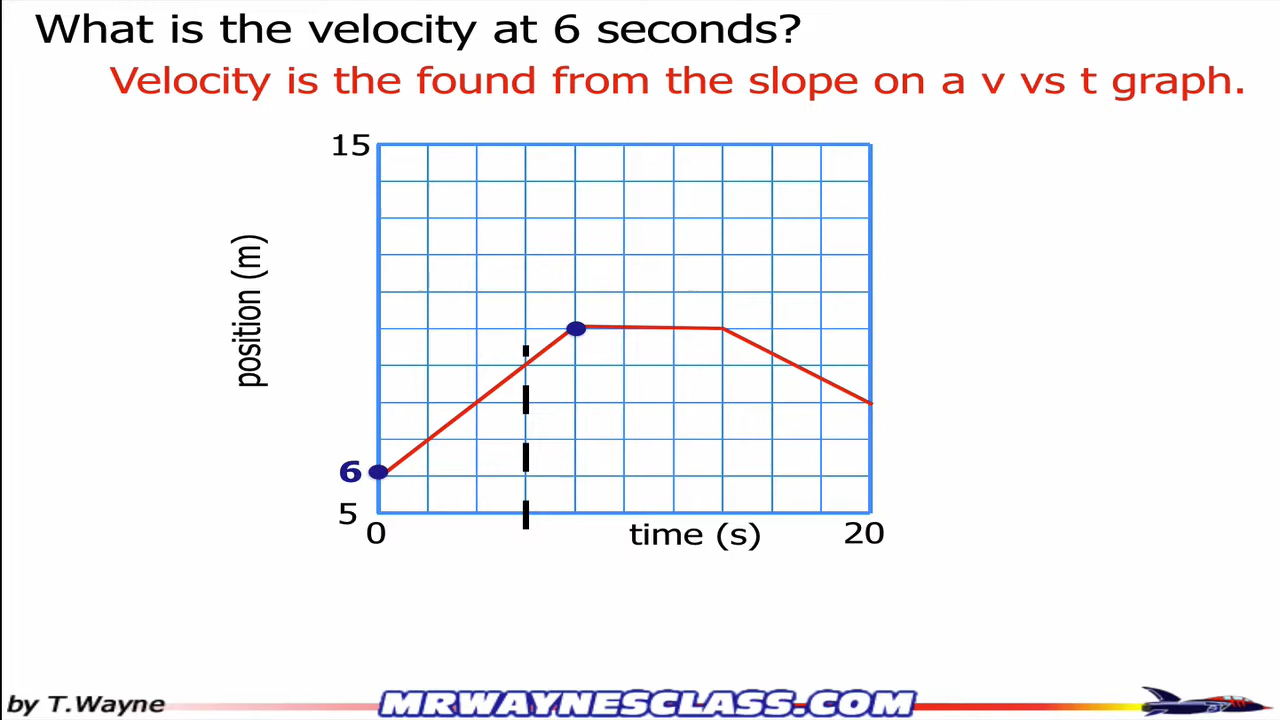 What is the velocity at 6 seconds?
Velocity is the found from the slope on a v vs t graph.
15
position (m)
6
5
0
time (s)
20
by T.Wayne
MRWAYNESCLASS.COM